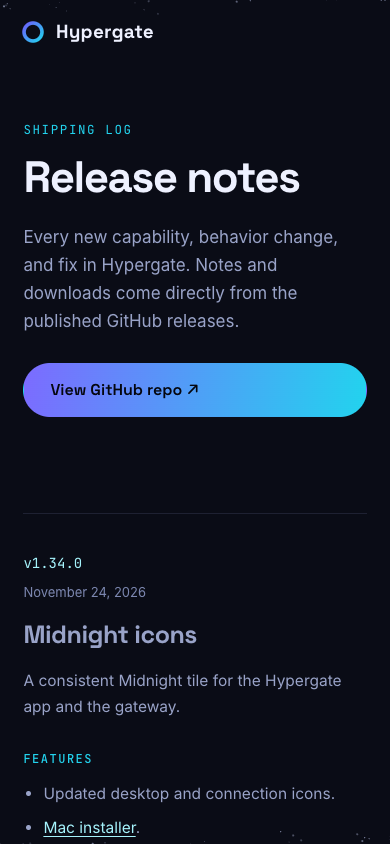 Hypergate
SHIPPING LOG
Release notes
Every new capability, behavior change,
and fix in Hypergate. Notes and
downloads come directly from the
published GitHub releases.
View GitHub repo ↗
v1.34.0
November 24, 2026
Midnight icons
A consistent Midnight tile for the Hypergate
app and the gateway.
FEATURES
• Updated desktop and connection icons.
• Mac installer.